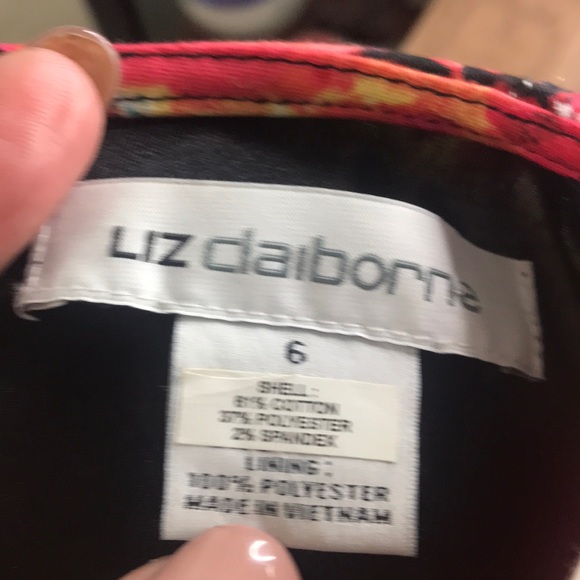 LIZ claiborne
6
SHELL:
61% COTTON
37% POLYESTER
2% SPANDEX
LINING:
100% POLYESTER
MADE IN VIETNAM